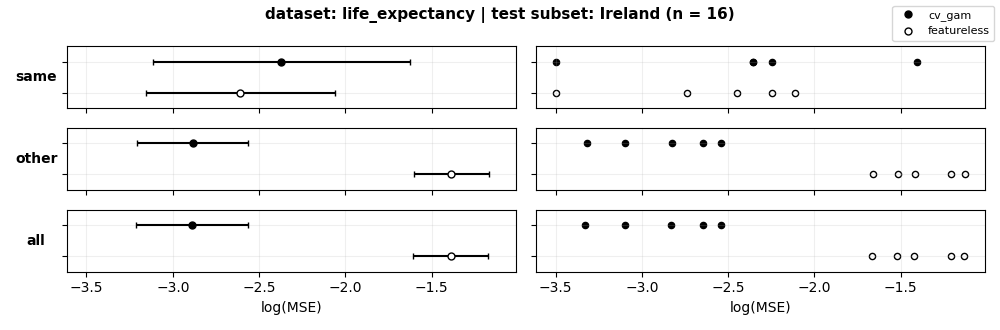 dataset: life_expectancy | test subset: Ireland (n = 16)
cv_gam
featureless
same
other
all
−3.5 −3.0 −2.5 −2.0 −1.5
−3.5 −3.0 −2.5 −2.0 −1.5
log(MSE)
log(MSE)